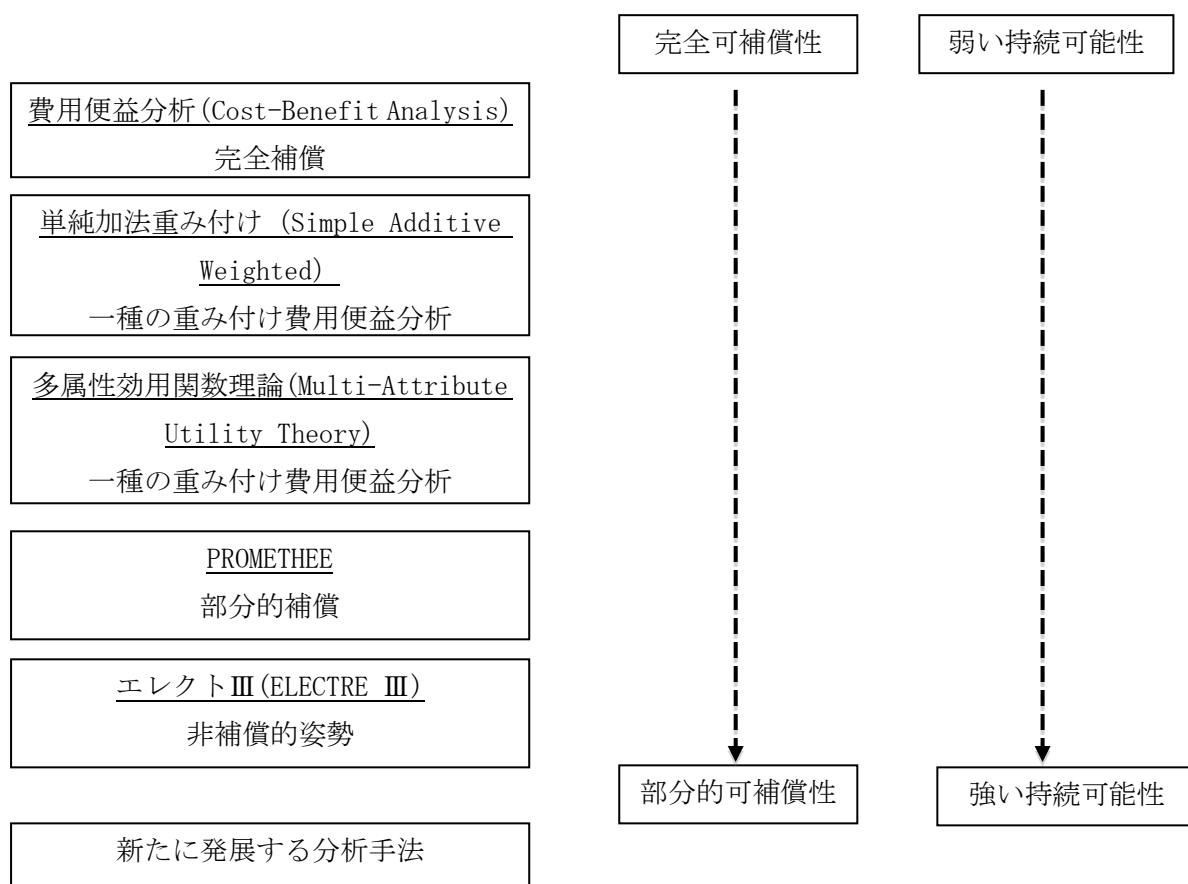 完全可補償性
弱い持続可能性
費用便益分析(Cost-Benefit Analysis)
完全補償
単純加法重み付け (Simple Additive
Weighted)
一種の重み付け費用便益分析
多属性効用関数理論(Multi-Attribute
Utility Theory)
一種の重み付け費用便益分析
PROMETHEE
部分的補償
エレクトⅢ(ELECTRE Ⅲ)
非補償的姿勢
部分的可補償性
強い持続可能性
新たに発展する分析手法